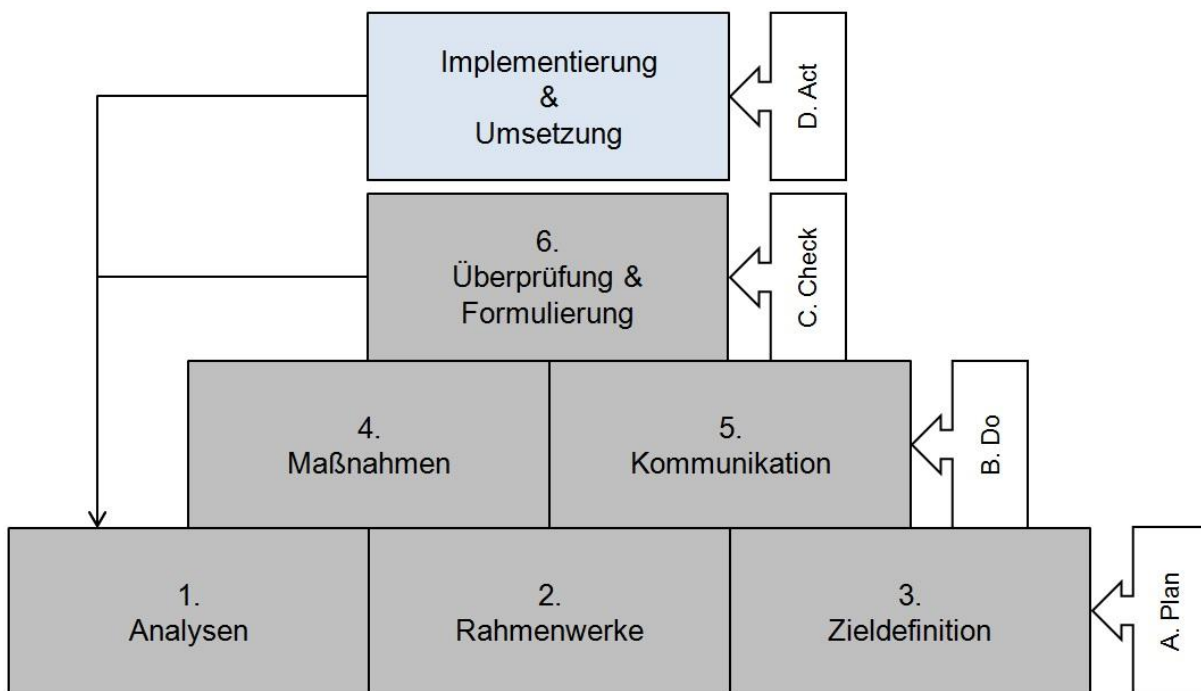 Implementierung
&
Umsetzung
D. Act
6.
Überprüfung &
Formulierung
C. Check
4.
Maßnahmen
5.
Kommunikation
B. Do
1.
Analysen
2.
Rahmenwerke
3.
Zieldefinition
A. Plan